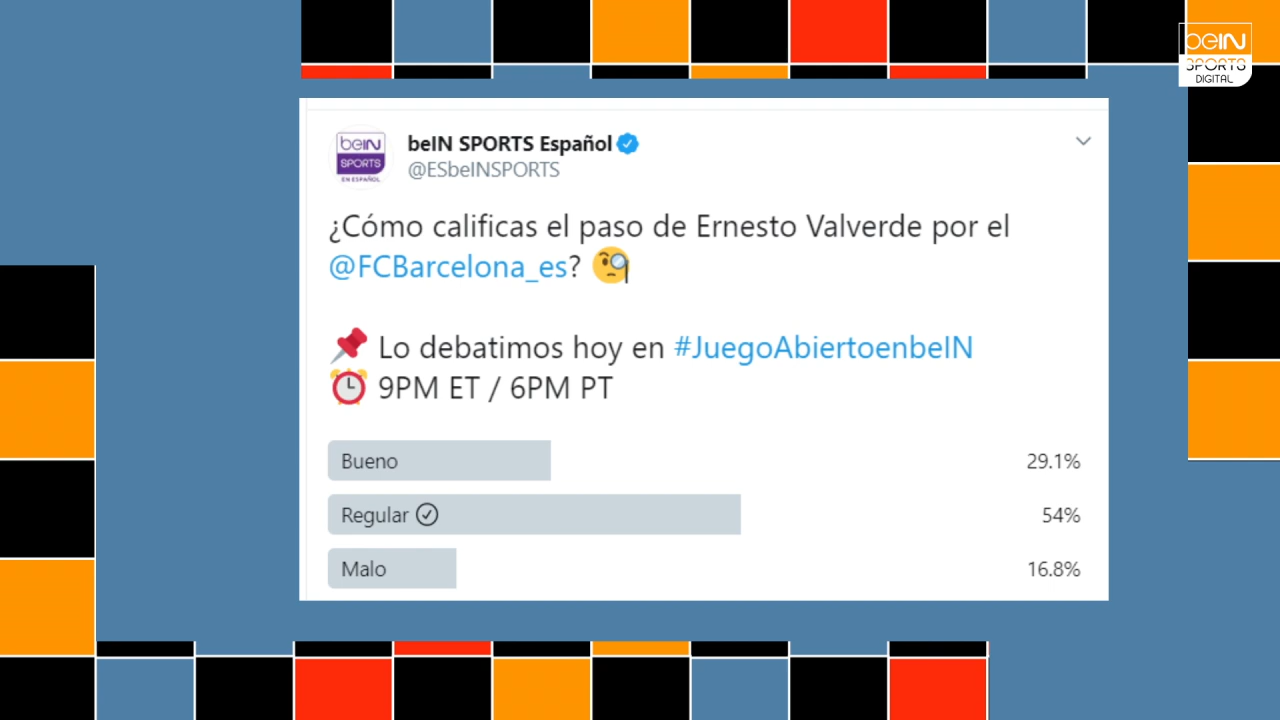 beIN
SPORTS
DIGITAL
beIN
SPORTS
EN ESPAÑOL
beIN SPORTS Español
@ESbeINSPORTS
¿Cómo calificas el paso de Ernesto Valverde por el
@FCBarcelona_es? 🧐
📌 Lo debatimos hoy en #JuegoAbiertoenbeIN
⏰ 9PM ET / 6PM PT
Bueno 29.1%
Regular 54%
Malo 16.8%